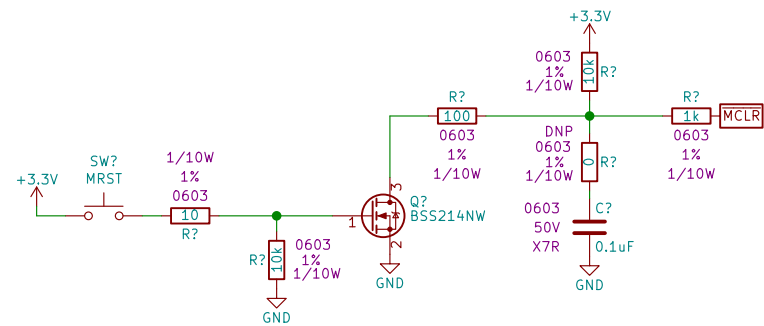 +3.3V
0603
1%
1/10W
10k
R?
R?
100
0603
1%
1/10W
R?
1k
0603
1%
1/10W
MCLR
DNP
0603
1%
1/10W
0
R?
SW?
MRST
+3.3V
1/10W
1%
0603
10
R?
3
Q?
BSS214NW
1
2
GND
0603
50V
X7R
C?
0.1uF
GND
R?
10k
0603
1%
1/10W
GND